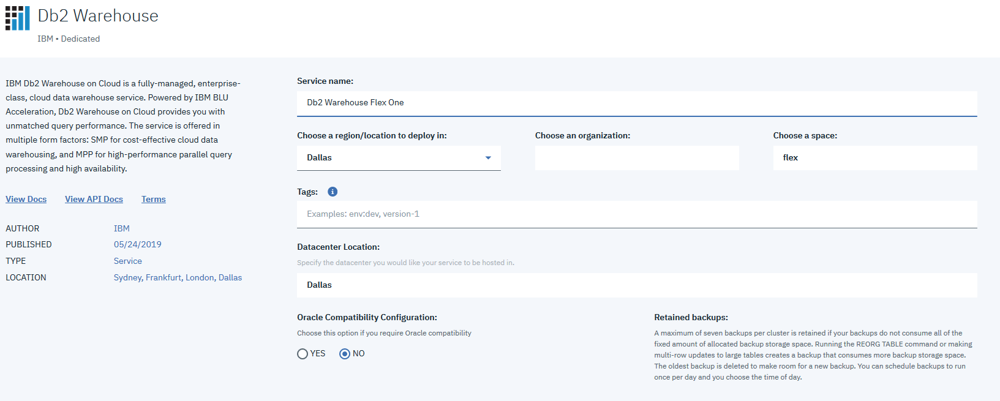 Db2 Warehouse
IBM • Dedicated
IBM Db2 Warehouse on Cloud is a fully-managed, enterprise-
class, cloud data warehouse service. Powered by IBM BLU
Acceleration, Db2 Warehouse on Cloud provides you with
unmatched query performance. The service is offered in
multiple form factors: SMP for cost-effective cloud data
warehousing, and MPP for high-performance parallel query
processing and high availability.
View Docs View API Docs Terms
AUTHOR IBM
PUBLISHED 05/24/2019
TYPE Service
LOCATION Sydney, Frankfurt, London, Dallas
Service name:
Db2 Warehouse Flex One
Choose a region/location to deploy in: Choose an organization: Choose a space:
Dallas flex
Tags:
Examples: env:dev, version-1
Datacenter Location:
Specify the datacenter you would like your service to be hosted in.
Dallas
Oracle Compatibility Configuration:
Choose this option if you require Oracle compatibility
YES NO
Retained backups:
A maximum of seven backups per cluster is retained if your backups do not consume all of the
fixed amount of allocated backup storage space. Running the REORG TABLE command or making
multi-row updates to large tables creates a backup that consumes more backup storage space.
The oldest backup is deleted to make room for a new backup. You can schedule backups to run
once per day and you choose the time of day.